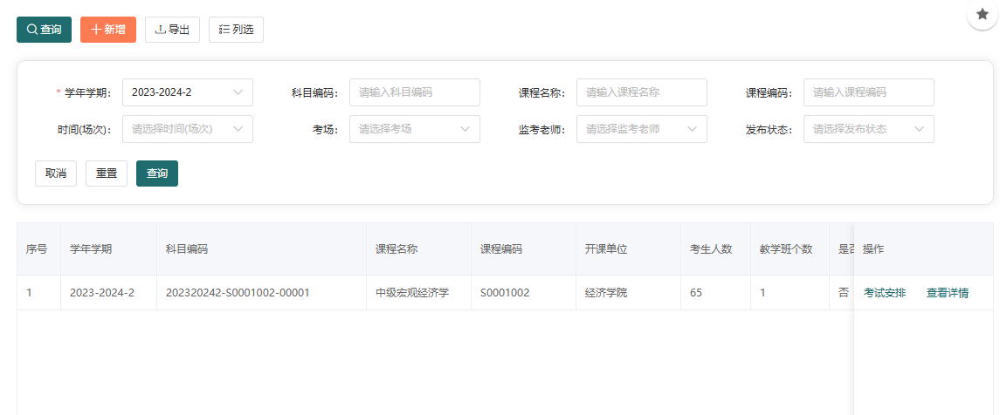 查询 新增 导出 列选
* 学年学期： 2023-2024-2 科目编码： 请输入科目编码 课程名称： 请输入课程名称 课程编码： 请输入课程编码
时间(场次)： 请选择时间(场次) 考场： 请选择考场 监考老师： 请选择监考老师 发布状态： 请选择发布状态
取消 重置 查询
序号 学年学期 科目编码 课程名称 课程编码 开课单位 考生人数 教学班个数 是否 操作
1 2023-2024-2 202320242-S0001002-00001 中级宏观经济学 S0001002 经济学院 65 1 否 考试安排 查看详情